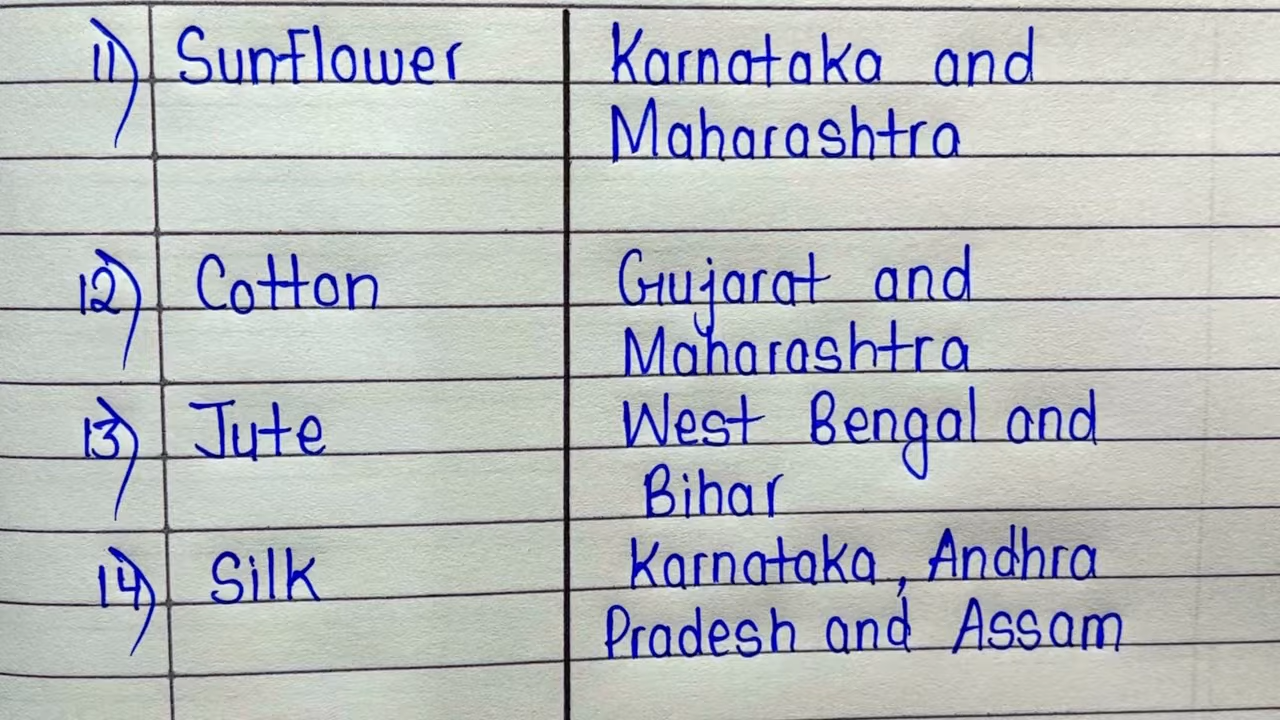 11) Sunflower Karnataka and
Maharashtra
12) Cotton Gujarat and
Maharashtra
13) Jute West Bengal and
Bihar
14) Silk Karnataka, Andhra
Pradesh and Assam